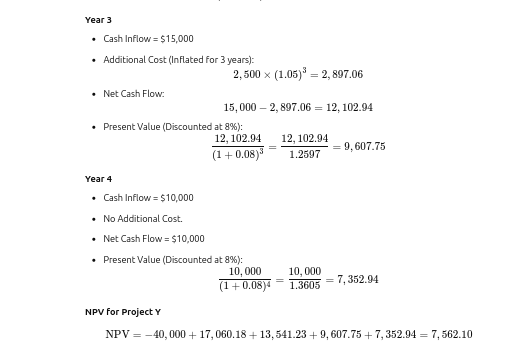 Year 3
• Cash Inflow = $15,000
• Additional Cost (Inflated for 3 years):
2,500 × (1.05)³ = 2,897.06
• Net Cash Flow:
15,000 − 2,897.06 = 12,102.94
• Present Value (Discounted at 8%):
12,102.94 / (1 + 0.08)³ = 12,102.94 / 1.2597 = 9,607.75
Year 4
• Cash Inflow = $10,000
• No Additional Cost.
• Net Cash Flow = $10,000
• Present Value (Discounted at 8%):
10,000 / (1 + 0.08)⁴ = 10,000 / 1.3605 = 7,352.94
NPV for Project Y
NPV = −40,000 + 17,060.18 + 13,541.23 + 9,607.75 + 7,352.94 = 7,562.10